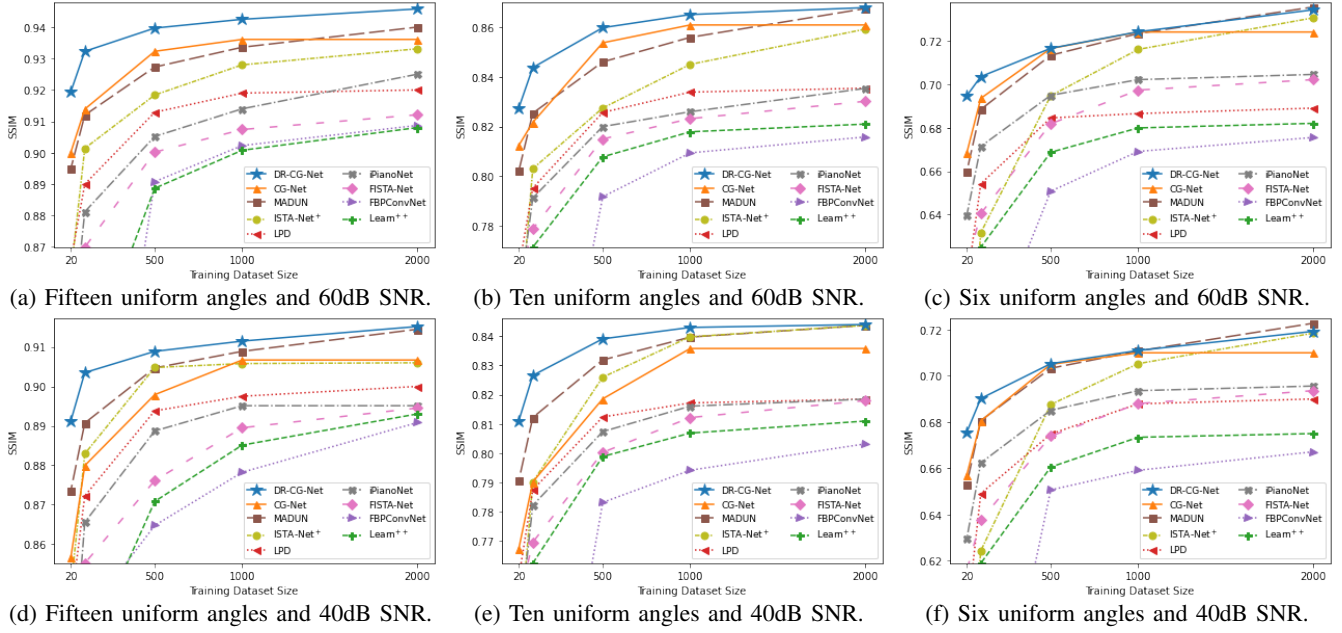 SSIM
0.94
0.93
0.92
0.91
0.90
0.89
0.88
0.87
20
500
1000
2000
Training Dataset Size
DR-CG-Net
CG-Net
MADUN
ISTA-Net+
LPD
iPianoNet
FISTA-Net
FBPConvNet
Learn++
(a) Fifteen uniform angles and 60dB SNR.
SSIM
0.86
0.84
0.82
0.80
0.78
20
500
1000
2000
Training Dataset Size
DR-CG-Net
CG-Net
MADUN
ISTA-Net+
LPD
iPianoNet
FISTA-Net
FBPConvNet
Learn++
(b) Ten uniform angles and 60dB SNR.
SSIM
0.72
0.70
0.68
0.66
0.64
20
500
1000
2000
Training Dataset Size
DR-CG-Net
CG-Net
MADUN
ISTA-Net+
LPD
iPianoNet
FISTA-Net
FBPConvNet
Learn++
(c) Six uniform angles and 60dB SNR.
SSIM
0.91
0.90
0.89
0.88
0.87
0.86
20
500
1000
2000
Training Dataset Size
DR-CG-Net
CG-Net
MADUN
ISTA-Net+
LPD
iPianoNet
FISTA-Net
FBPConvNet
Learn++
(d) Fifteen uniform angles and 40dB SNR.
SSIM
0.84
0.83
0.82
0.81
0.80
0.79
0.78
0.77
20
500
1000
2000
Training Dataset Size
DR-CG-Net
CG-Net
MADUN
ISTA-Net+
LPD
iPianoNet
FISTA-Net
FBPConvNet
Learn++
(e) Ten uniform angles and 40dB SNR.
SSIM
0.72
0.70
0.68
0.66
0.64
0.62
20
500
1000
2000
Training Dataset Size
DR-CG-Net
CG-Net
MADUN
ISTA-Net+
LPD
iPianoNet
FISTA-Net
FBPConvNet
Learn++
(f) Six uniform angles and 40dB SNR.